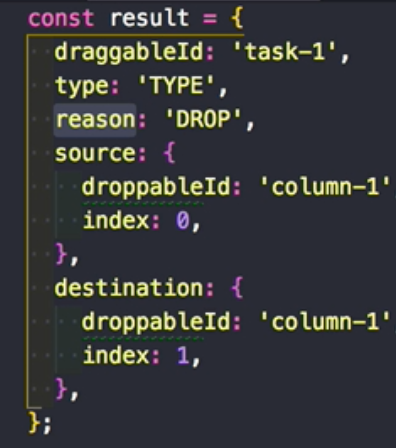 const result = {
draggableId: 'task-1',
type: 'TYPE',
reason: 'DROP',
source: {
droppableId: 'column-1'
index: 0,
},
destination: {
droppableId: 'column-1'
index: 1,
},
};